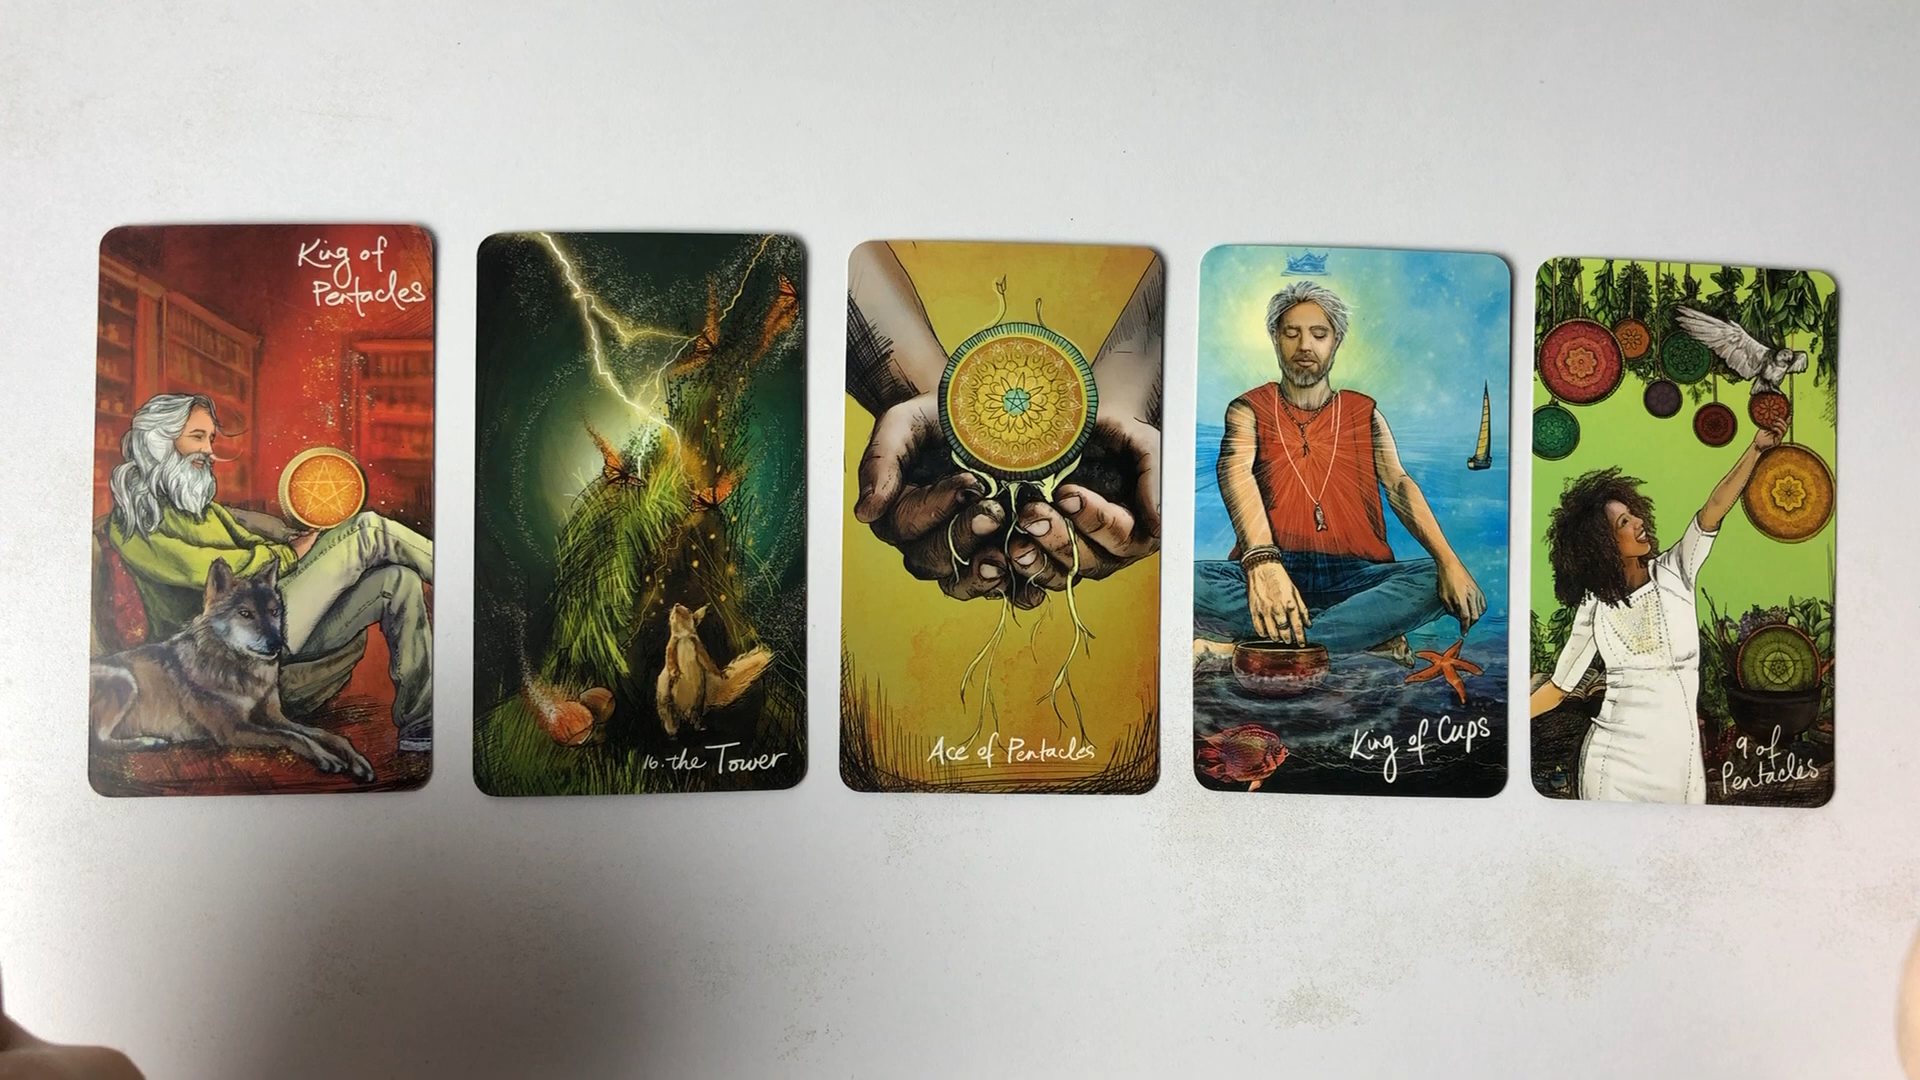 King of
Pentacles
16. the Tower
Ace of Pentacles
King of Cups
9 of
Pentacles